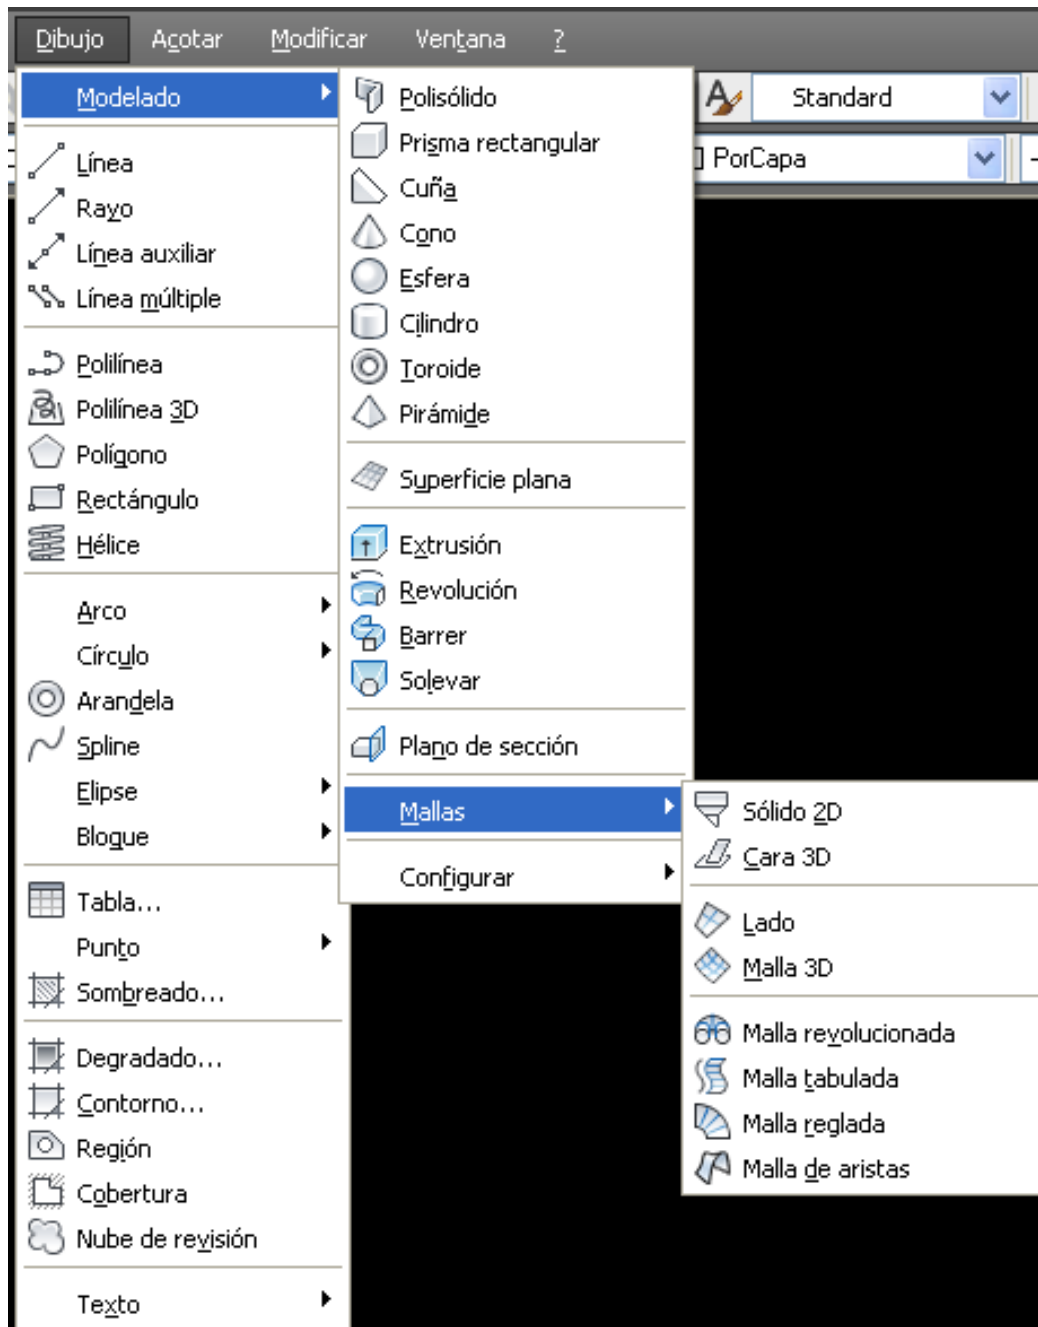 Dibujo Acotar Modificar Ventana ?
Standard
PorCapa
Modelado
Línea
Rayo
Línea auxiliar
Línea múltiple
Polilínea
Polilínea 3D
Polígono
Rectángulo
Hélice
Arco
Círculo
Arandela
Spline
Elipse
Bloque
Tabla...
Punto
Sombreado...
Degradado...
Contorno...
Región
Cobertura
Nube de revisión
Texto
Polisólido
Prisma rectangular
Cuña
Cono
Esfera
Cilindro
Toroide
Pirámide
Superficie plana
Extrusión
Revolución
Barrer
Solevar
Plano de sección
Mallas
Configurar
Sólido 2D
Cara 3D
Lado
Malla 3D
Malla revolucionada
Malla tabulada
Malla reglada
Malla de aristas